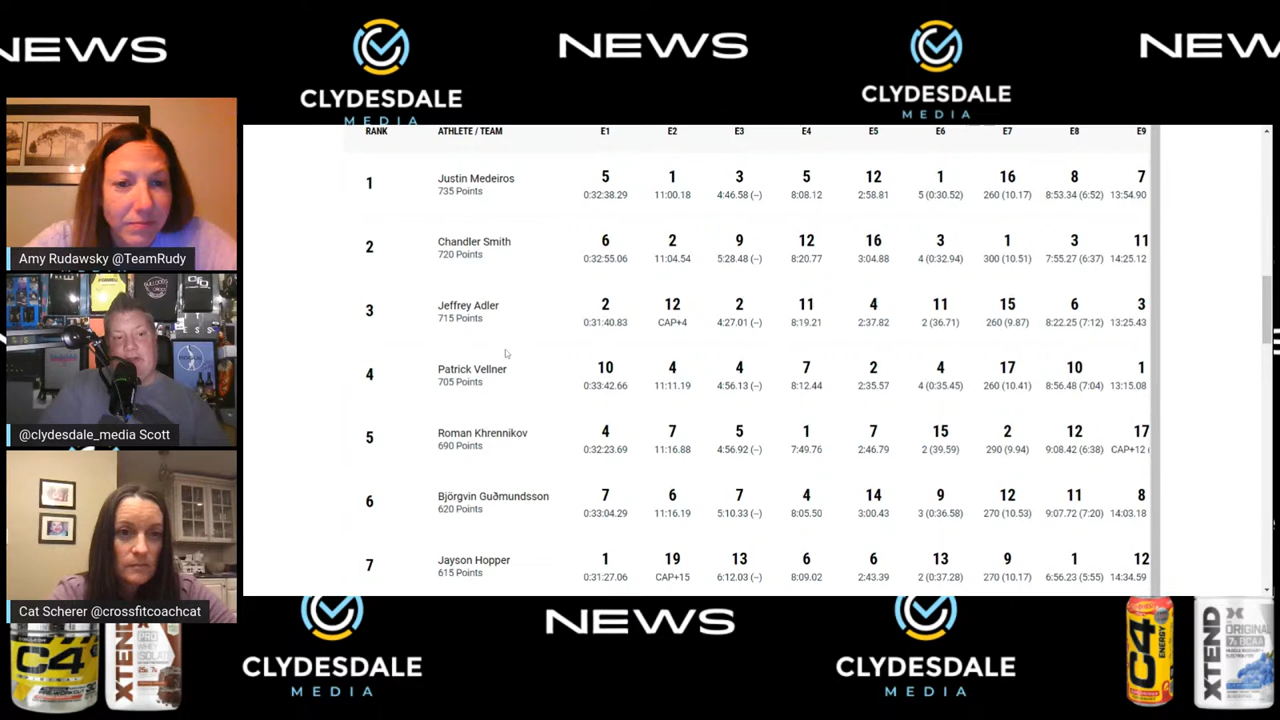 NEWS
NEWS
NEWS
CLYDESDALE
MEDIA
CLYDESDALE
MEDIA
RANK ATHLETE / TEAM E1 E2 E3 E4 E5 E6 E7 E8 E9
1 Justin Medeiros 5 1 3 5 12 1 16 8 7
735 Points 0:32:38.29 11:00.18 4:46.58 (--) 8:08.12 2:58.81 5 (0:30.52) 260 (10.17) 8:53.34 (6:52) 13:54.90
2 Chandler Smith 6 2 9 12 16 3 1 3 11
720 Points 0:32:55.06 11:04.54 5:28.48 (--) 8:20.77 3:04.88 4 (0:32.94) 300 (10.51) 7:55.27 (6:37) 14:25.12
3 Jeffrey Adler 2 12 2 11 4 11 15 6 3
715 Points 0:31:40.83 CAP+4 4:27.01 (--) 8:19.21 2:37.82 2 (36.71) 260 (9.87) 8:22.25 (7:12) 13:25.43
4 Patrick Vellner 10 4 4 7 2 4 17 10 1
705 Points 0:33:42.66 11:11.19 4:56.13 (--) 8:12.44 2:35.57 4 (0:35.45) 260 (10.41) 8:56.48 (7:04) 13:15.08
5 Roman Khrennikov 4 7 5 1 7 15 2 12 17
690 Points 0:32:23.69 11:16.88 4:56.92 (--) 7:49.76 2:46.79 2 (39.59) 290 (9.94) 9:08.42 (6:38) CAP+12 (
6 Björgvin Guðmundsson 7 6 7 4 14 9 12 11 8
620 Points 0:33:04.29 11:16.19 5:10.33 (--) 8:05.50 3:00.43 3 (0:36.58) 270 (10.53) 9:07.72 (7:20) 14:03.18
7 Jayson Hopper 1 19 13 6 6 13 9 1 12
615 Points 0:31:27.06 CAP+15 6:12.03 (--) 8:09.02 2:43.39 2 (0:37.28) 270 (10.17) 6:56.23 (5:55) 14:34.59
Amy Rudawsky @TeamRudy
@clydesdale_media Scott
Cat Scherer @crossfitcoachcat
NEWS
CLYDESDALE
MEDIA
CLYDESDALE
MEDIA
C4
XTEND
PRO
WHEY
ISOLATE
C4
ENERGY
XTEND
ORIGINAL
7g BCAA